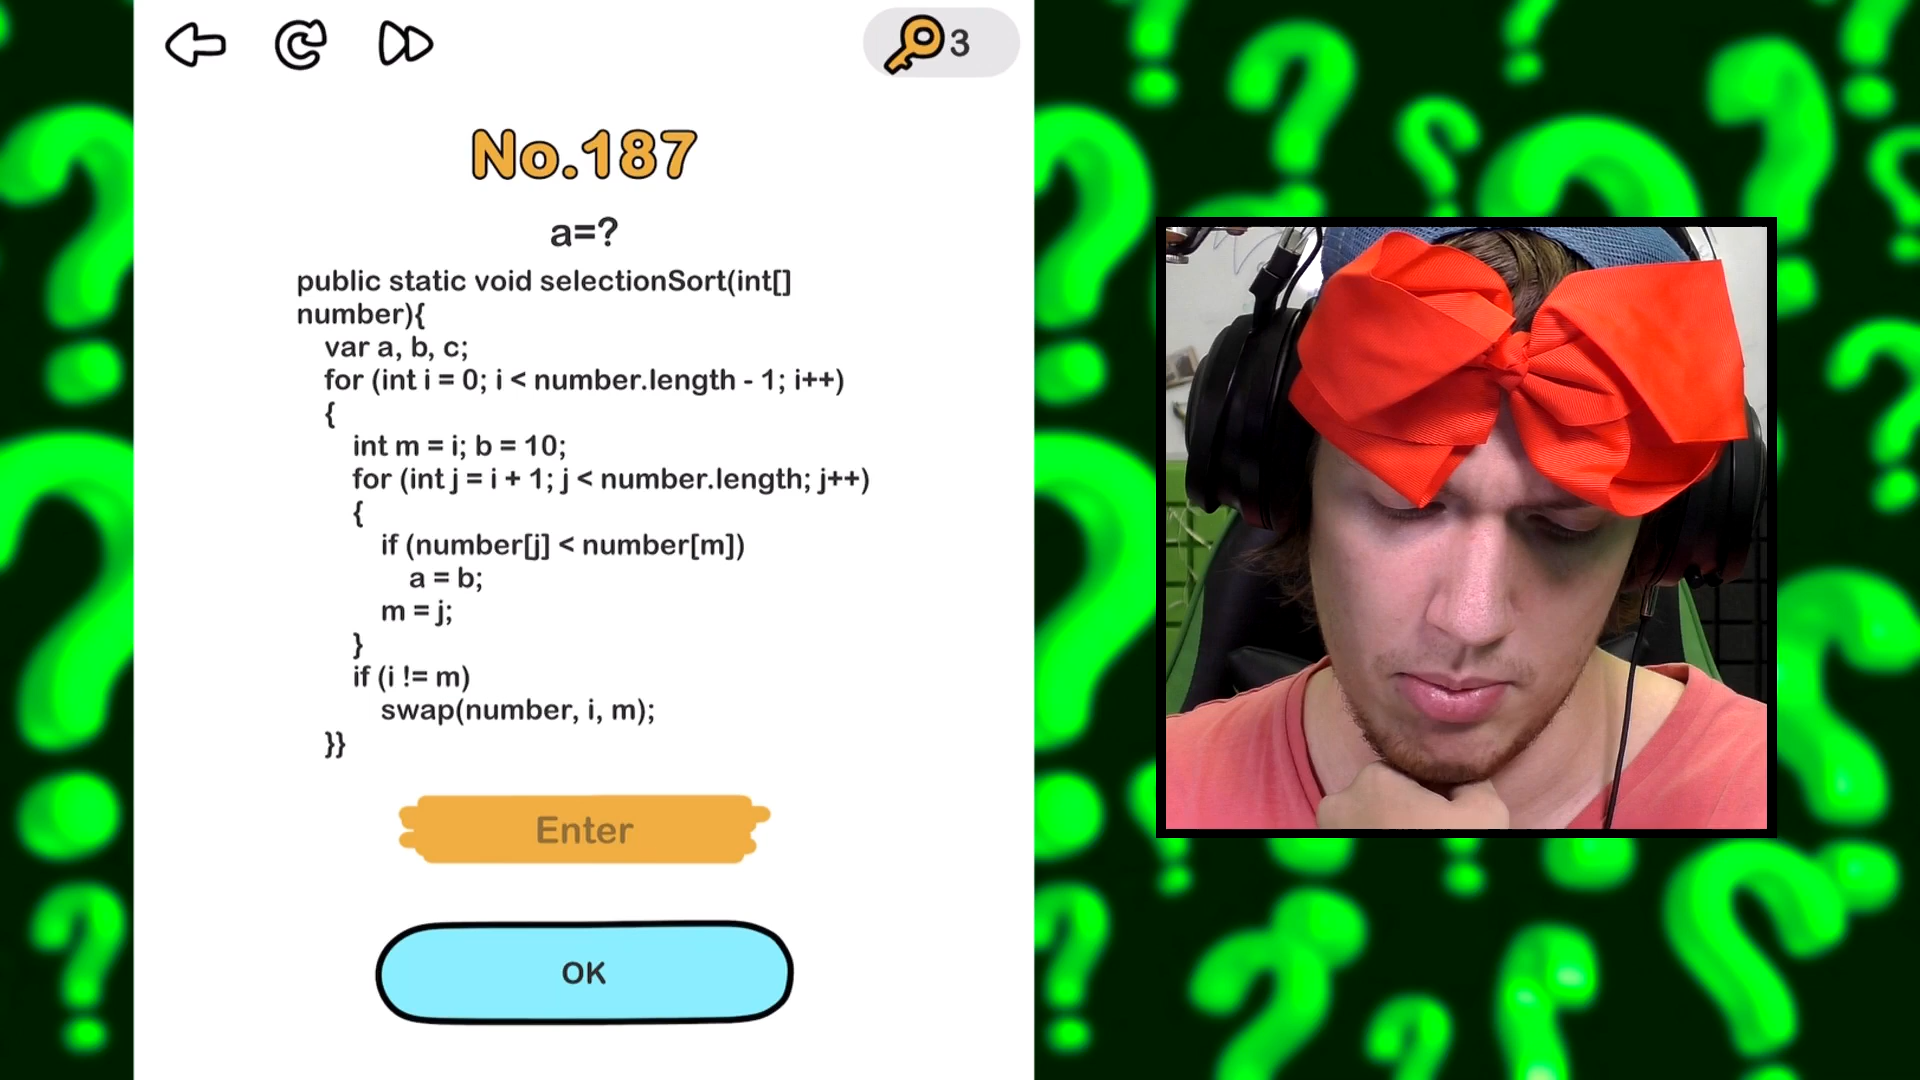 3
No.187
a=?
public static void selectionSort(int[]
number){
var a, b, c;
for (int i = 0; i < number.length - 1; i++)
{
int m = i; b = 10;
for (int j = i + 1; j < number.length; j++)
{
if (number[j] < number[m])
a = b;
m = j;
}
if (i != m)
swap(number, i, m);
}}
Enter
OK